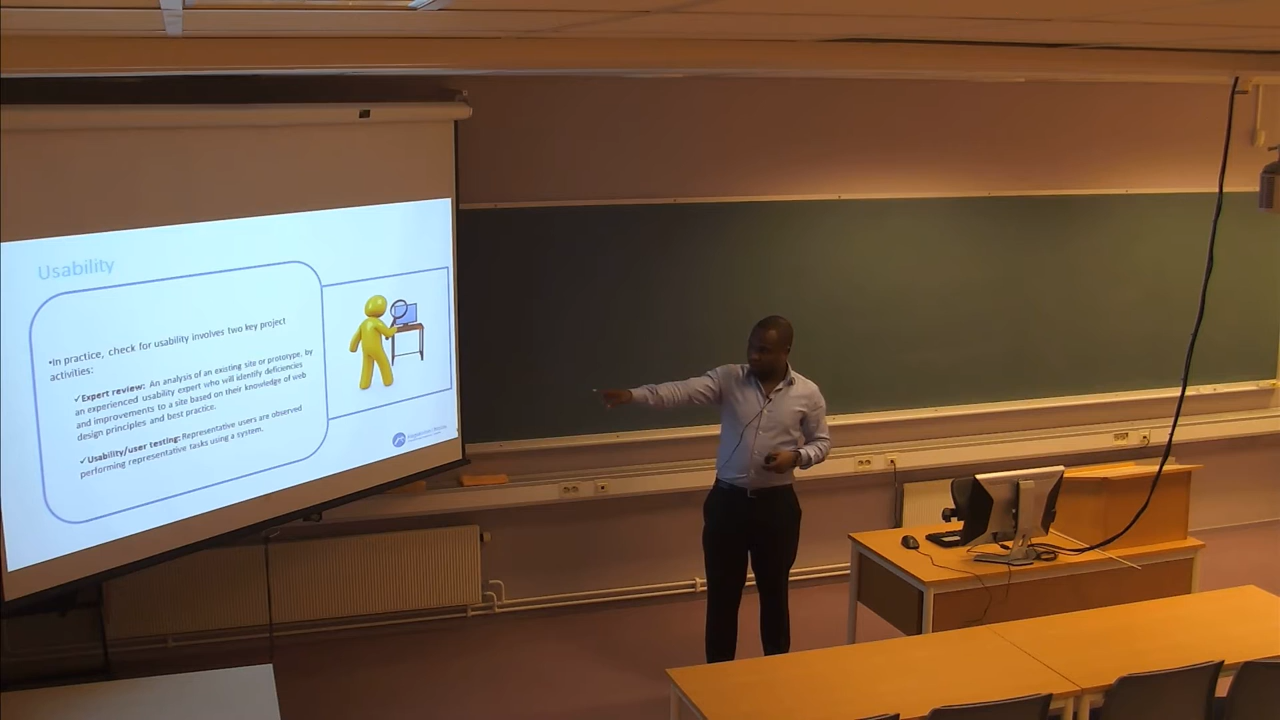 Usability
•In practice, check for usability involves two key project
activities:
✓Expert review: An analysis of an existing site or prototype, by
an experienced usability expert who will identify deficiencies
and improvements to a site based on their knowledge of web
design principles and best practice.
✓Usability/user testing: Representative users are observed
performing representative tasks using a system.